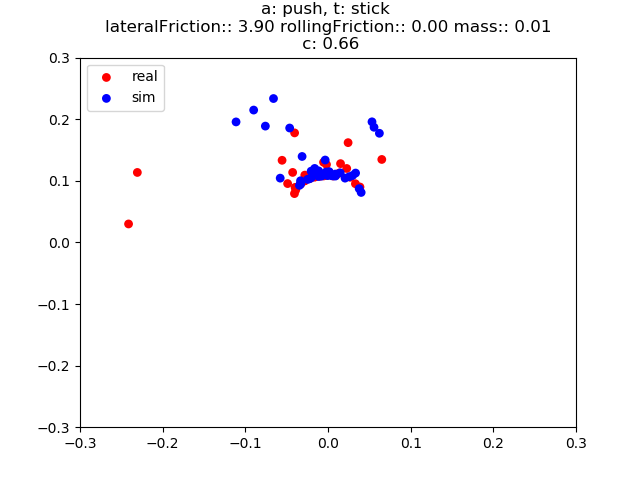 a: push, t: stick
lateralFriction:: 3.90 rollingFriction:: 0.00 mass:: 0.01
c: 0.66
real
sim
0.3
0.2
0.1
0.0
−0.1
−0.2
−0.3
−0.3 −0.2 −0.1 0.0 0.1 0.2 0.3